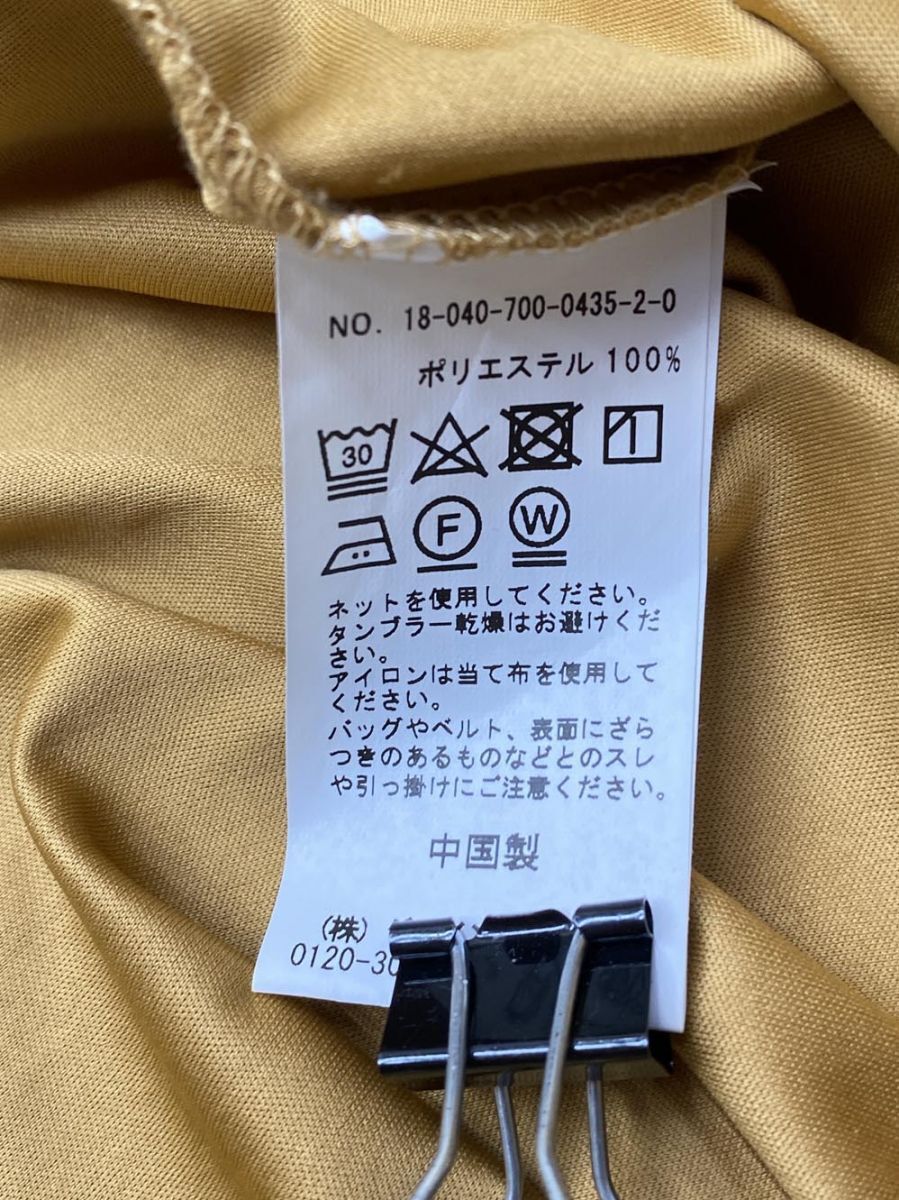 NO. 18-040-700-0435-2-0
ポリエステル100%
30
F
W
ネットを使用してください。
タンブラー乾燥はお避けくだ
さい。
アイロンは当て布を使用して
ください。
バッグやベルト、表面にざら
つきのあるものなどとのスレ
や引っ掛けにご注意ください。
中国製
(株)
0120-30